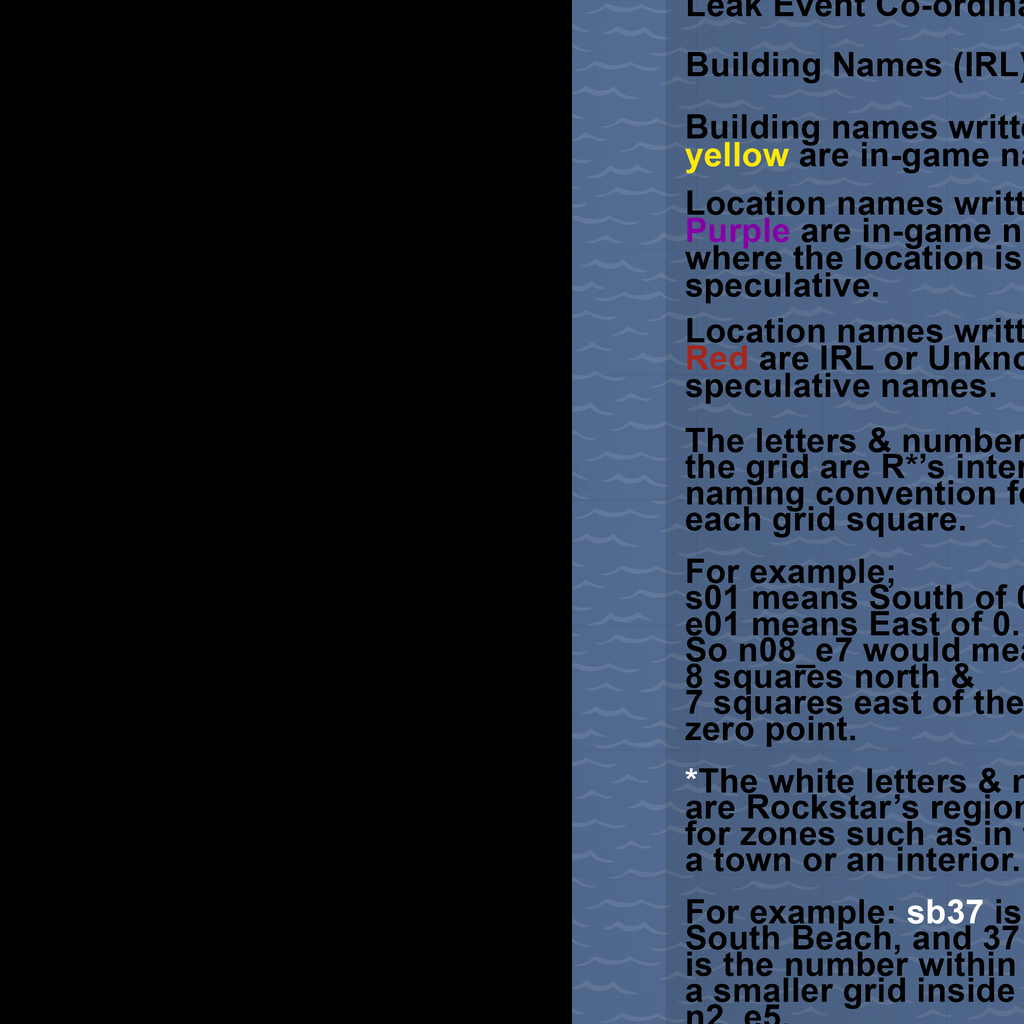 Leak Event Co-ordina
Building Names (IRL)
Building names writt
yellow are in-game na
Location names writt
Purple are in-game n
where the location is
speculative.
Location names writt
Red are IRL or Unkno
speculative names.
The letters & number
the grid are R*'s inter
naming convention fo
each grid square.
For example;
s01 means South of 0
e01 means East of 0.
So n08_e7 would mea
8 squares north &
7 squares east of the
zero point.
*The white letters & n
are Rockstar's region
for zones such as in
a town or an interior.
For example: sb37 is
South Beach, and 37
is the number within
a smaller grid inside
n2_e5